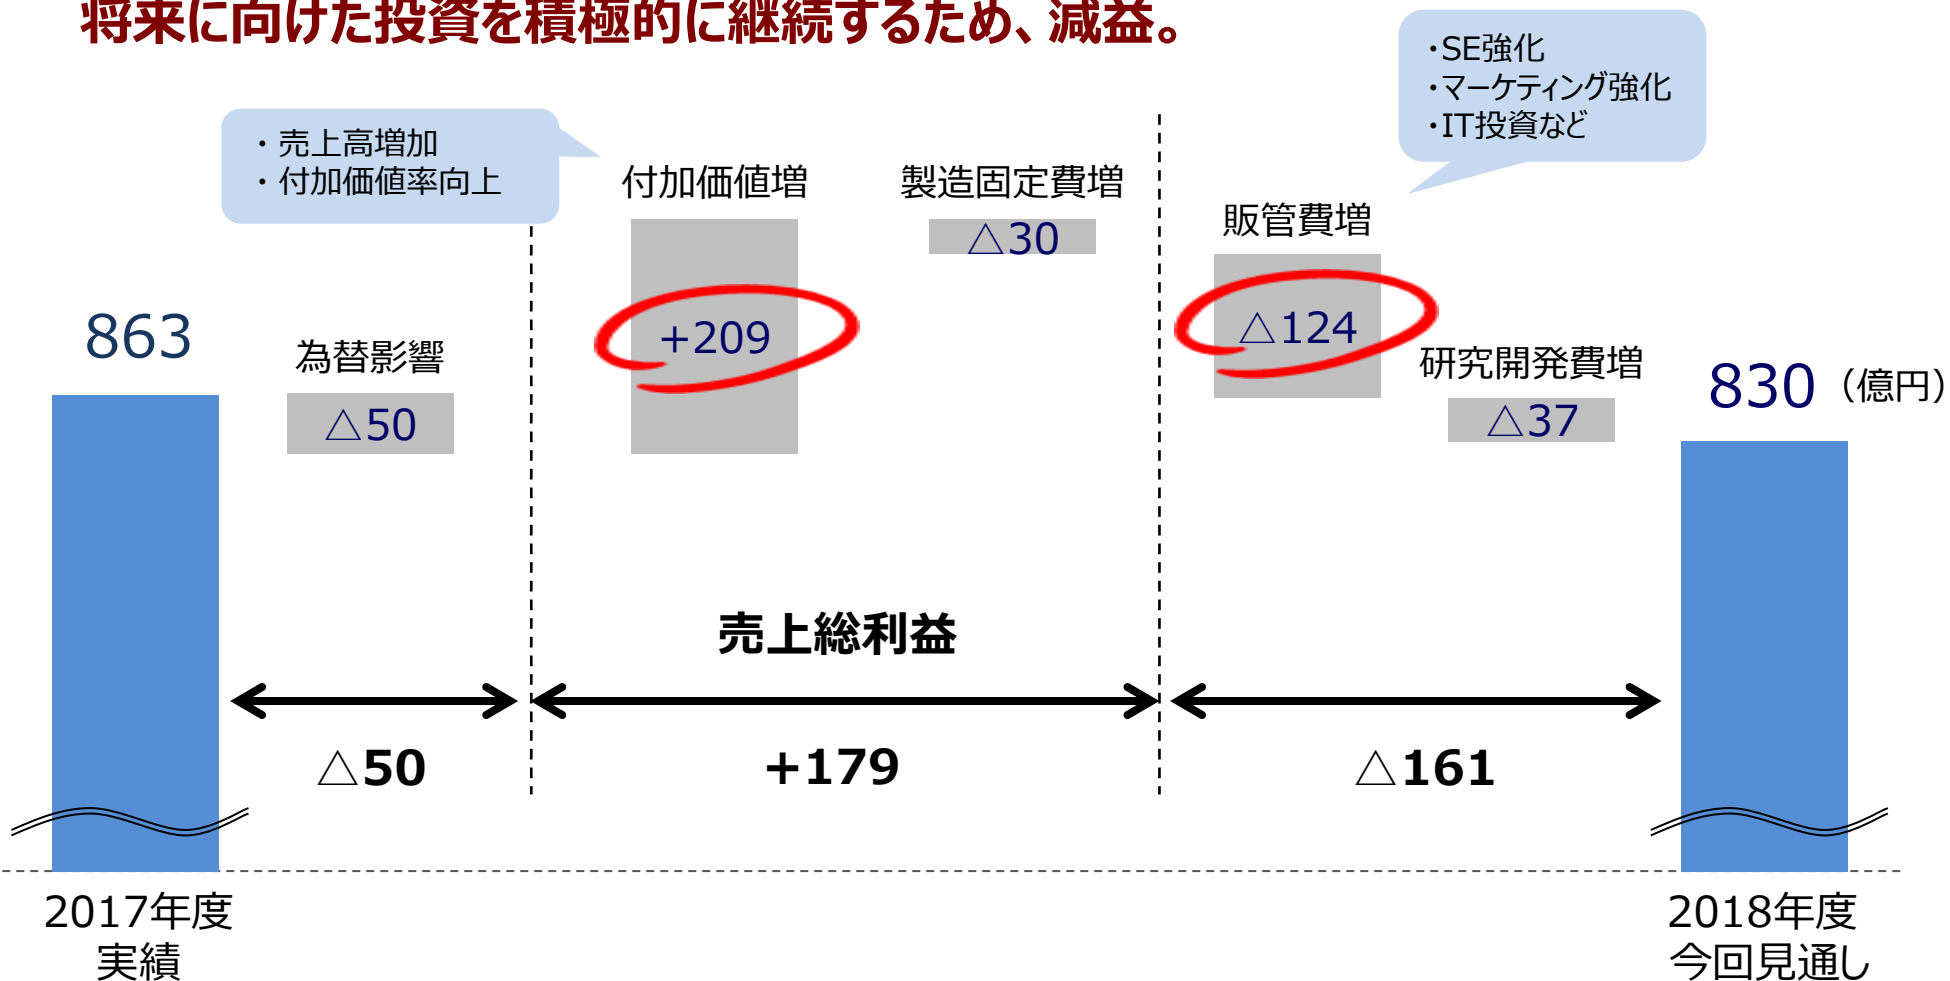 将来に向けた投資を積極的に継続するため、減益。
・SE強化
・マーケティング強化
・IT投資など
・売上高増加
・付加価値率向上
付加価値増
製造固定費増
販管費増
863
為替影響
研究開発費増
830
（億円）
△50
+209
△30
△124
△37
売上総利益
△50
+179
△161
2017年度
実績
2018年度
今回見通し